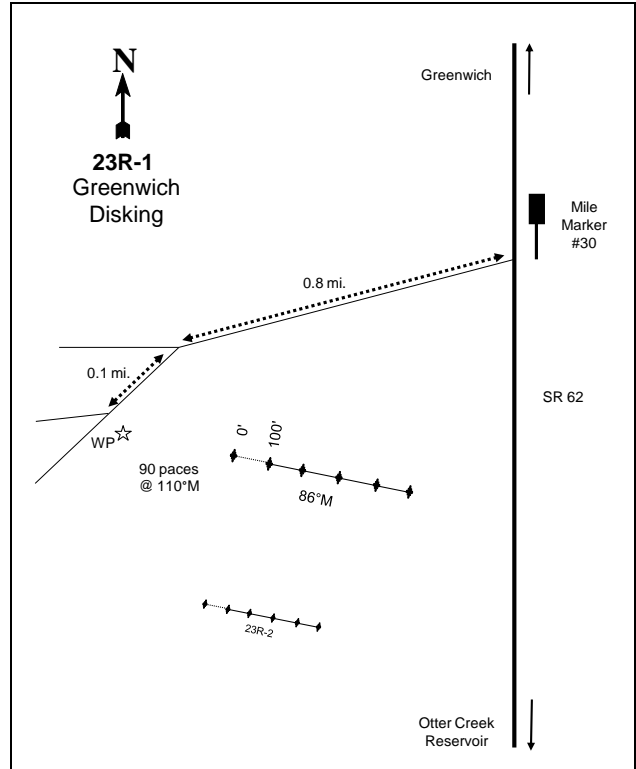 N
23R-1
Greenwich
Disking
Greenwich
Mile
Marker
#30
0.8 mi.
0.1 mi.
SR 62
WP
0'
100'
90 paces
@ 110°M
86°M
23R-2
Otter Creek
Reservoir